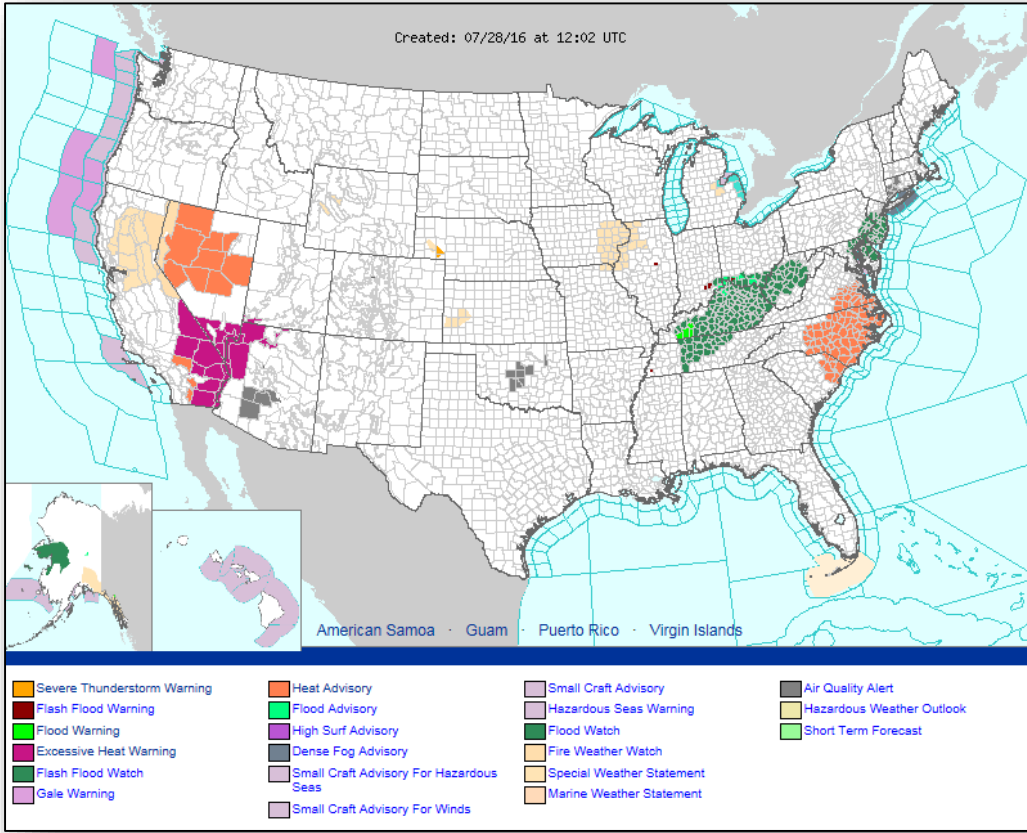 Created: 07/28/16 at 12:02 UTC
American Samoa · Guam · Puerto Rico · Virgin Islands
Severe Thunderstorm Warning
Flash Flood Warning
Flood Warning
Excessive Heat Warning
Flash Flood Watch
Gale Warning
Heat Advisory
Flood Advisory
High Surf Advisory
Dense Fog Advisory
Small Craft Advisory For Hazardous
Seas
Small Craft Advisory For Winds
Small Craft Advisory
Hazardous Seas Warning
Flood Watch
Fire Weather Watch
Special Weather Statement
Marine Weather Statement
Air Quality Alert
Hazardous Weather Outlook
Short Term Forecast